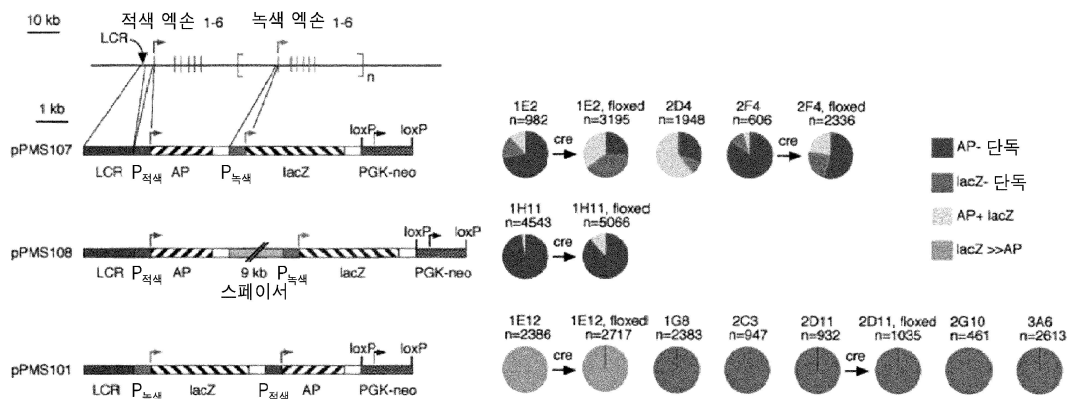 10 kb
적색 엑손 1-6
녹색 엑손 1-6
LCR
n
1 kb
loxP loxP
pPMS107
LCR P적색 AP P녹색 lacZ PGK-neo
1E2
n=982
cre
1E2, floxed
n=3195
2D4
n=1948
2F4
n=606
cre
2F4, floxed
n=2336
AP- 단독
lacZ- 단독
AP+ lacZ
lacZ >>AP
loxP loxP
pPMS108
LCR P적색 AP 9 kb P녹색 lacZ PGK-neo
스페이서
1H11
n=4543
cre
1H11, floxed
n=5066
loxP loxP
pPMS101
LCR P녹색 lacZ P적색 AP PGK-neo
1E12
n=2386
cre
1E12, floxed
n=2717
1G8
n=2383
2C3
n=947
2D11
n=932
cre
2D11, floxed
n=1035
2G10
n=461
3A6
n=2613